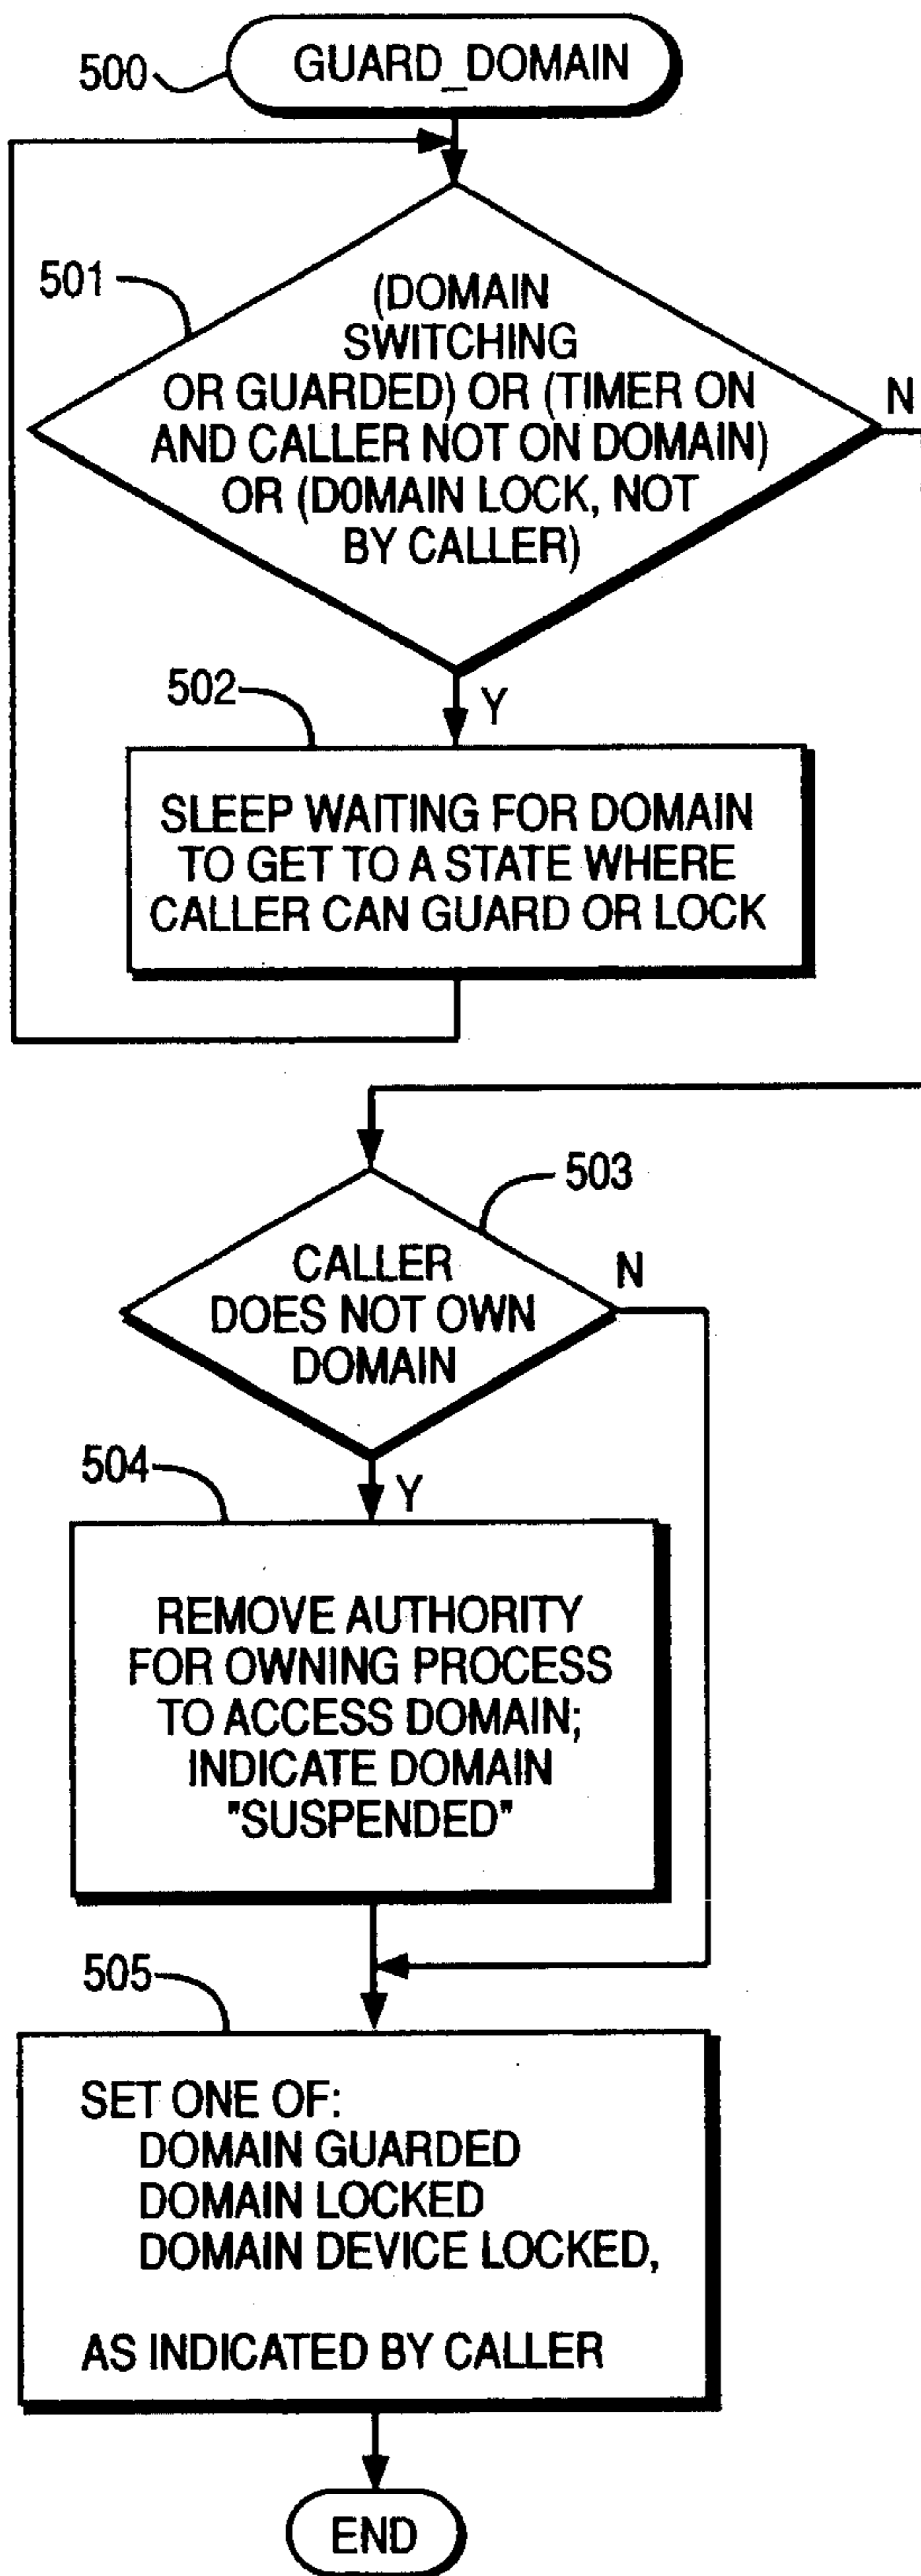 500
GUARD_DOMAIN
501
(DOMAIN
SWITCHING
OR GUARDED) OR (TIMER ON
AND CALLER NOT ON DOMAIN)
OR (D0MAIN LOCK, NOT
BY CALLER)
N
502
Y
SLEEP WAITING FOR DOMAIN
TO GET TO A STATE WHERE
CALLER CAN GUARD OR LOCK
503
CALLER
DOES NOT OWN
DOMAIN
N
504
Y
REMOVE AUTHORITY
FOR OWNING PROCESS
TO ACCESS DOMAIN;
INDICATE DOMAIN
"SUSPENDED"
505
SET ONE OF:
DOMAIN GUARDED
DOMAIN LOCKED
DOMAIN DEVICE LOCKED,
AS INDICATED BY CALLER
END